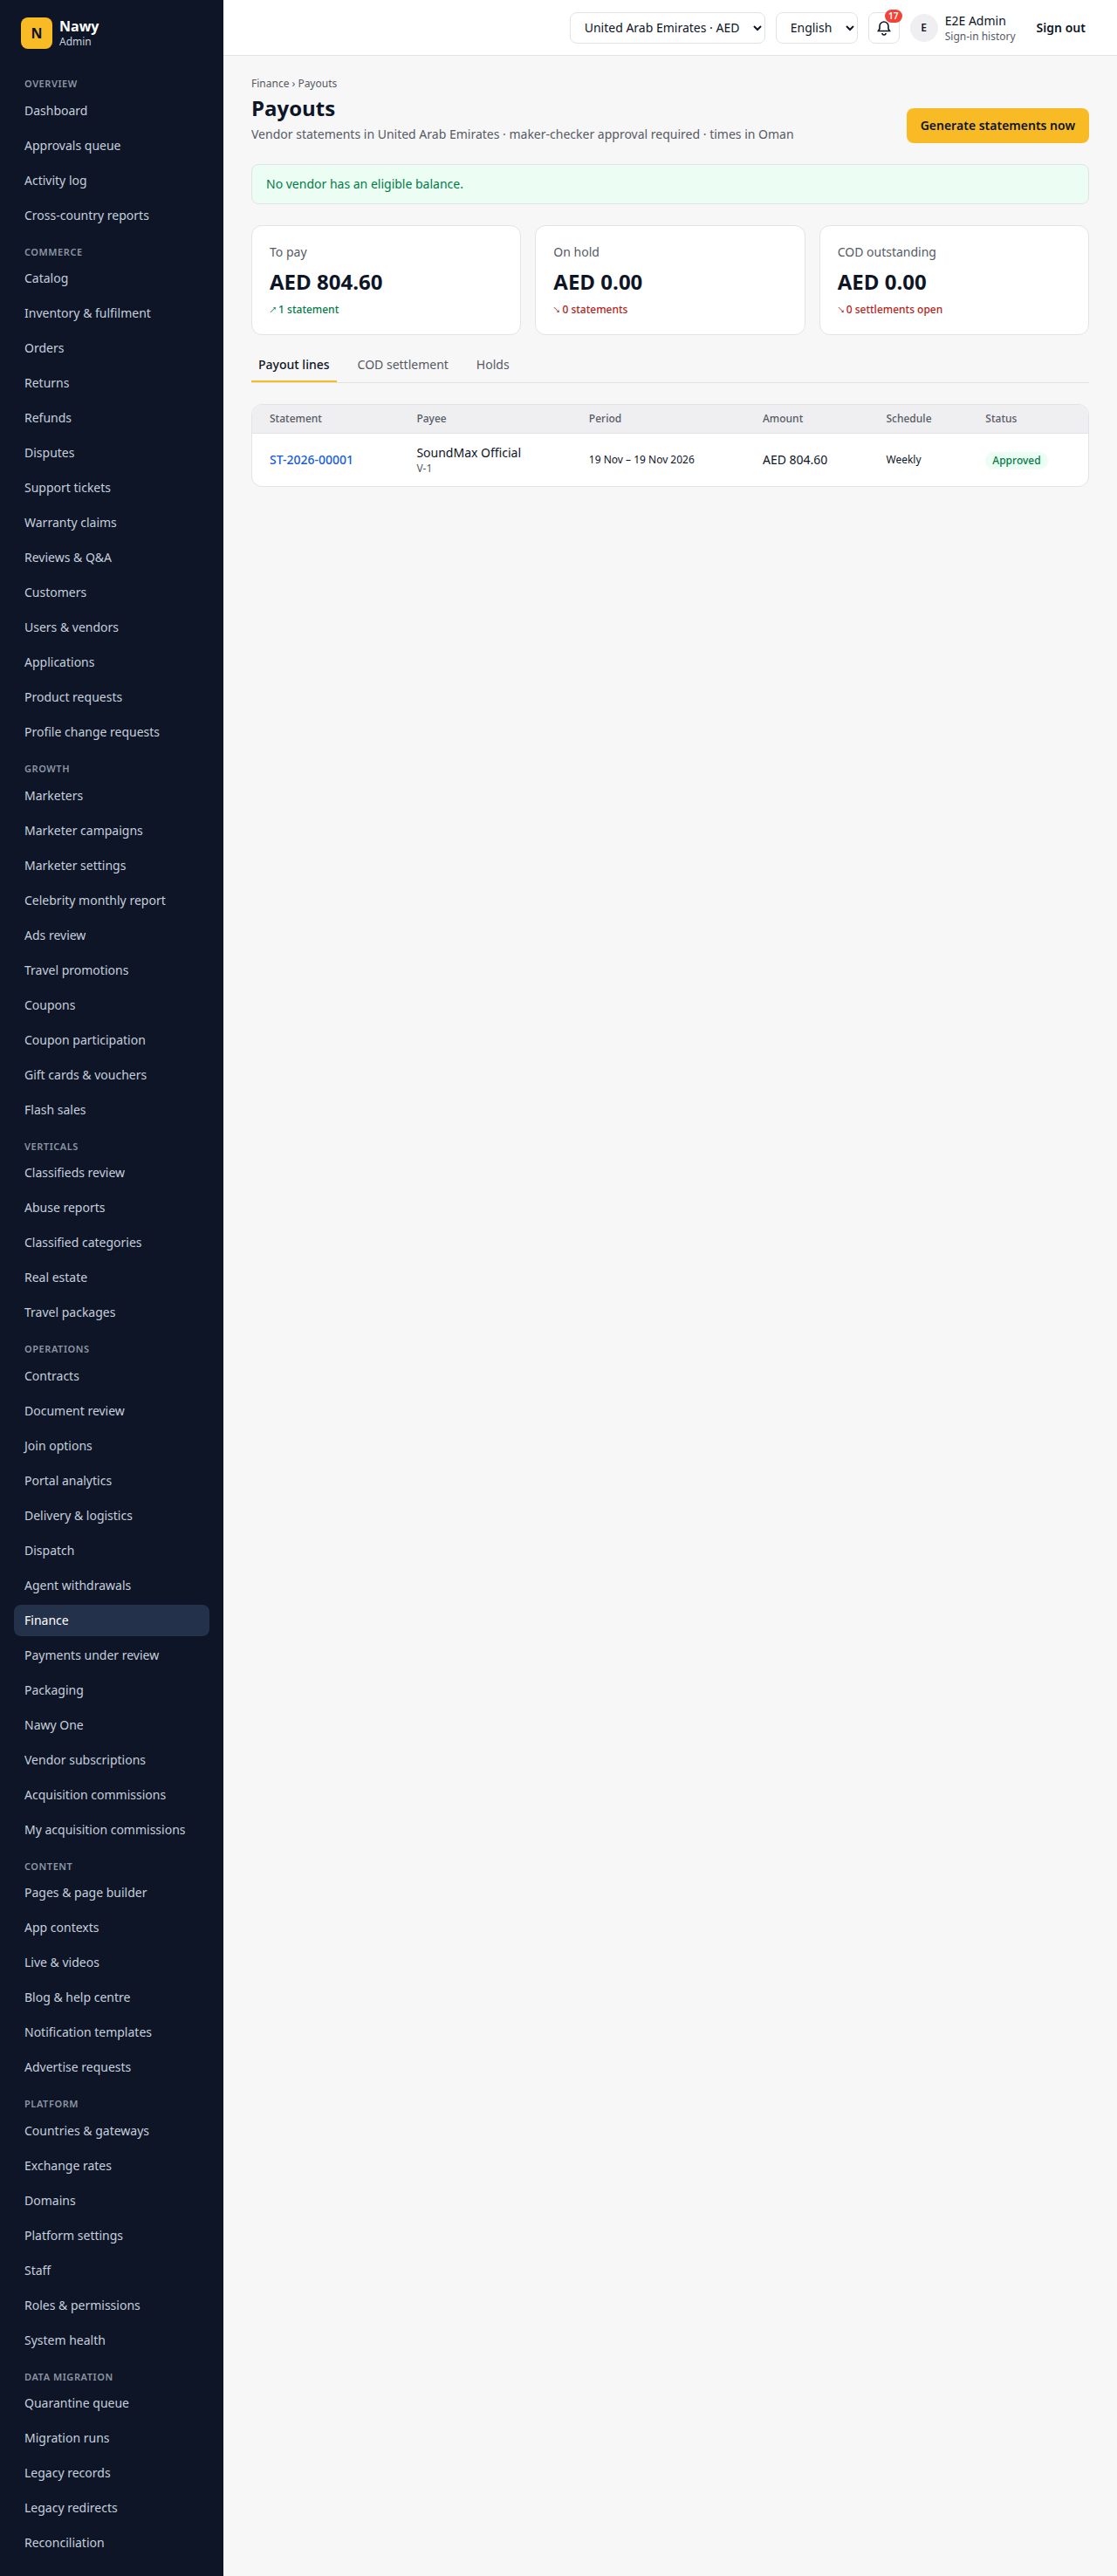 N
Nawy
Admin
OVERVIEW
Dashboard
Approvals queue
Activity log
Cross-country reports
COMMERCE
Catalog
Inventory & fulfilment
Orders
Returns
Refunds
Disputes
Support tickets
Warranty claims
Reviews & Q&A
Customers
Users & vendors
Applications
Product requests
Profile change requests
GROWTH
Marketers
Marketer campaigns
Marketer settings
Celebrity monthly report
Ads review
Travel promotions
Coupons
Coupon participation
Gift cards & vouchers
Flash sales
VERTICALS
Classifieds review
Abuse reports
Classified categories
Real estate
Travel packages
OPERATIONS
Contracts
Document review
Join options
Portal analytics
Delivery & logistics
Dispatch
Agent withdrawals
Finance
Payments under review
Packaging
Nawy One
Vendor subscriptions
Acquisition commissions
My acquisition commissions
CONTENT
Pages & page builder
App contexts
Live & videos
Blog & help centre
Notification templates
Advertise requests
PLATFORM
Countries & gateways
Exchange rates
Domains
Platform settings
Staff
Roles & permissions
System health
DATA MIGRATION
Quarantine queue
Migration runs
Legacy records
Legacy redirects
Reconciliation
United Arab Emirates · AED
English
17
E
E2E Admin
Sign-in history
Sign out
Finance › Payouts
Payouts
Vendor statements in United Arab Emirates · maker-checker approval required · times in Oman
Generate statements now
No vendor has an eligible balance.
To pay
AED 804.60
↗ 1 statement
On hold
AED 0.00
↘ 0 statements
COD outstanding
AED 0.00
↘ 0 settlements open
Payout lines COD settlement Holds
Statement Payee Period Amount Schedule Status
ST-2026-00001 SoundMax Official 19 Nov – 19 Nov 2026 AED 804.60 Weekly Approved
V-1